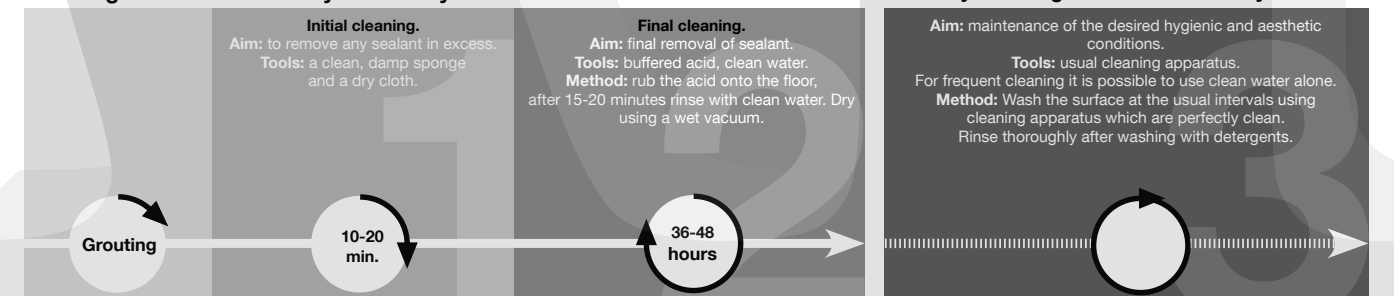 Initial cleaning.
Aim: to remove any sealant in excess.
Tools: a clean, damp sponge
and a dry cloth.
1
Grouting
10-20
min.
Final cleaning.
Aim: final removal of sealant.
Tools: buffered acid, clean water.
Method: rub the acid onto the floor,
after 15-20 minutes rinse with clean water. Dry
using a wet vacuum.
2
36-48
hours
Aim: maintenance of the desired hygienic and aesthetic
conditions.
Tools: usual cleaning apparatus.
For frequent cleaning it is possible to use clean water alone.
Method: Wash the surface at the usual intervals using
cleaning apparatus which are perfectly clean.
Rinse thoroughly after washing with detergents.
3